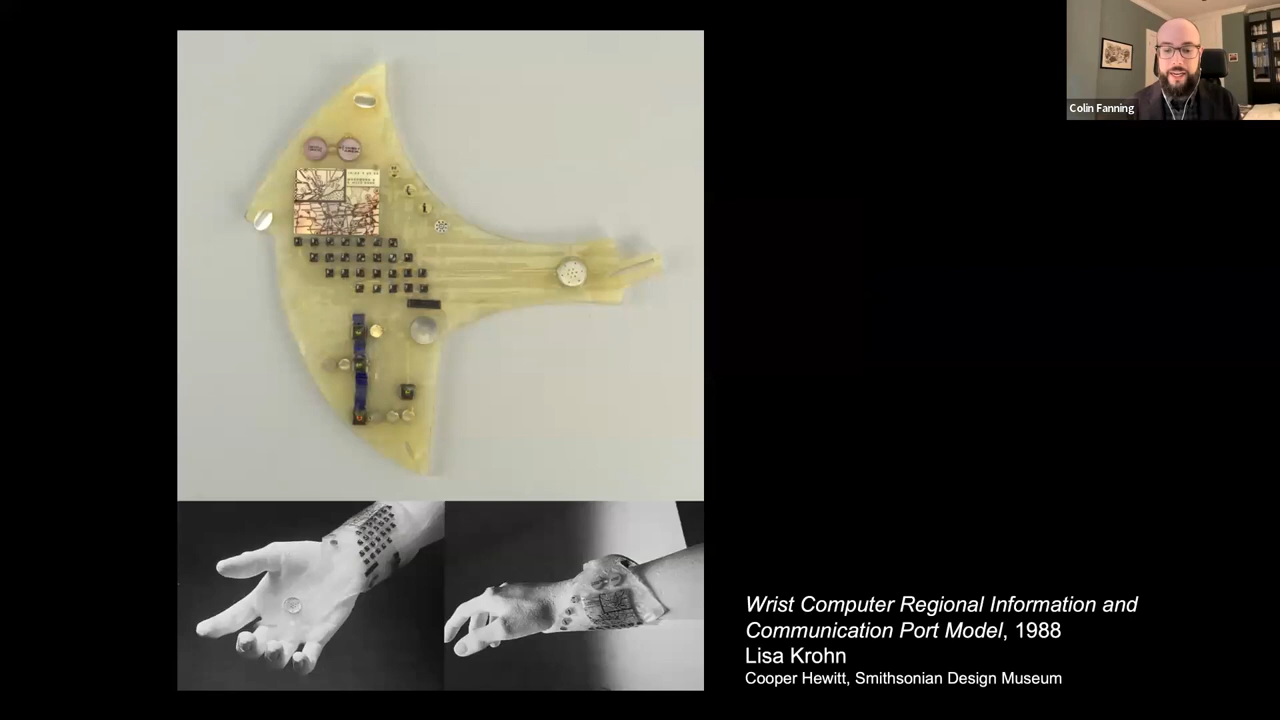 Colin Fanning
Wrist Computer Regional Information and
Communication Port Model, 1988
Lisa Krohn
Cooper Hewitt, Smithsonian Design Museum